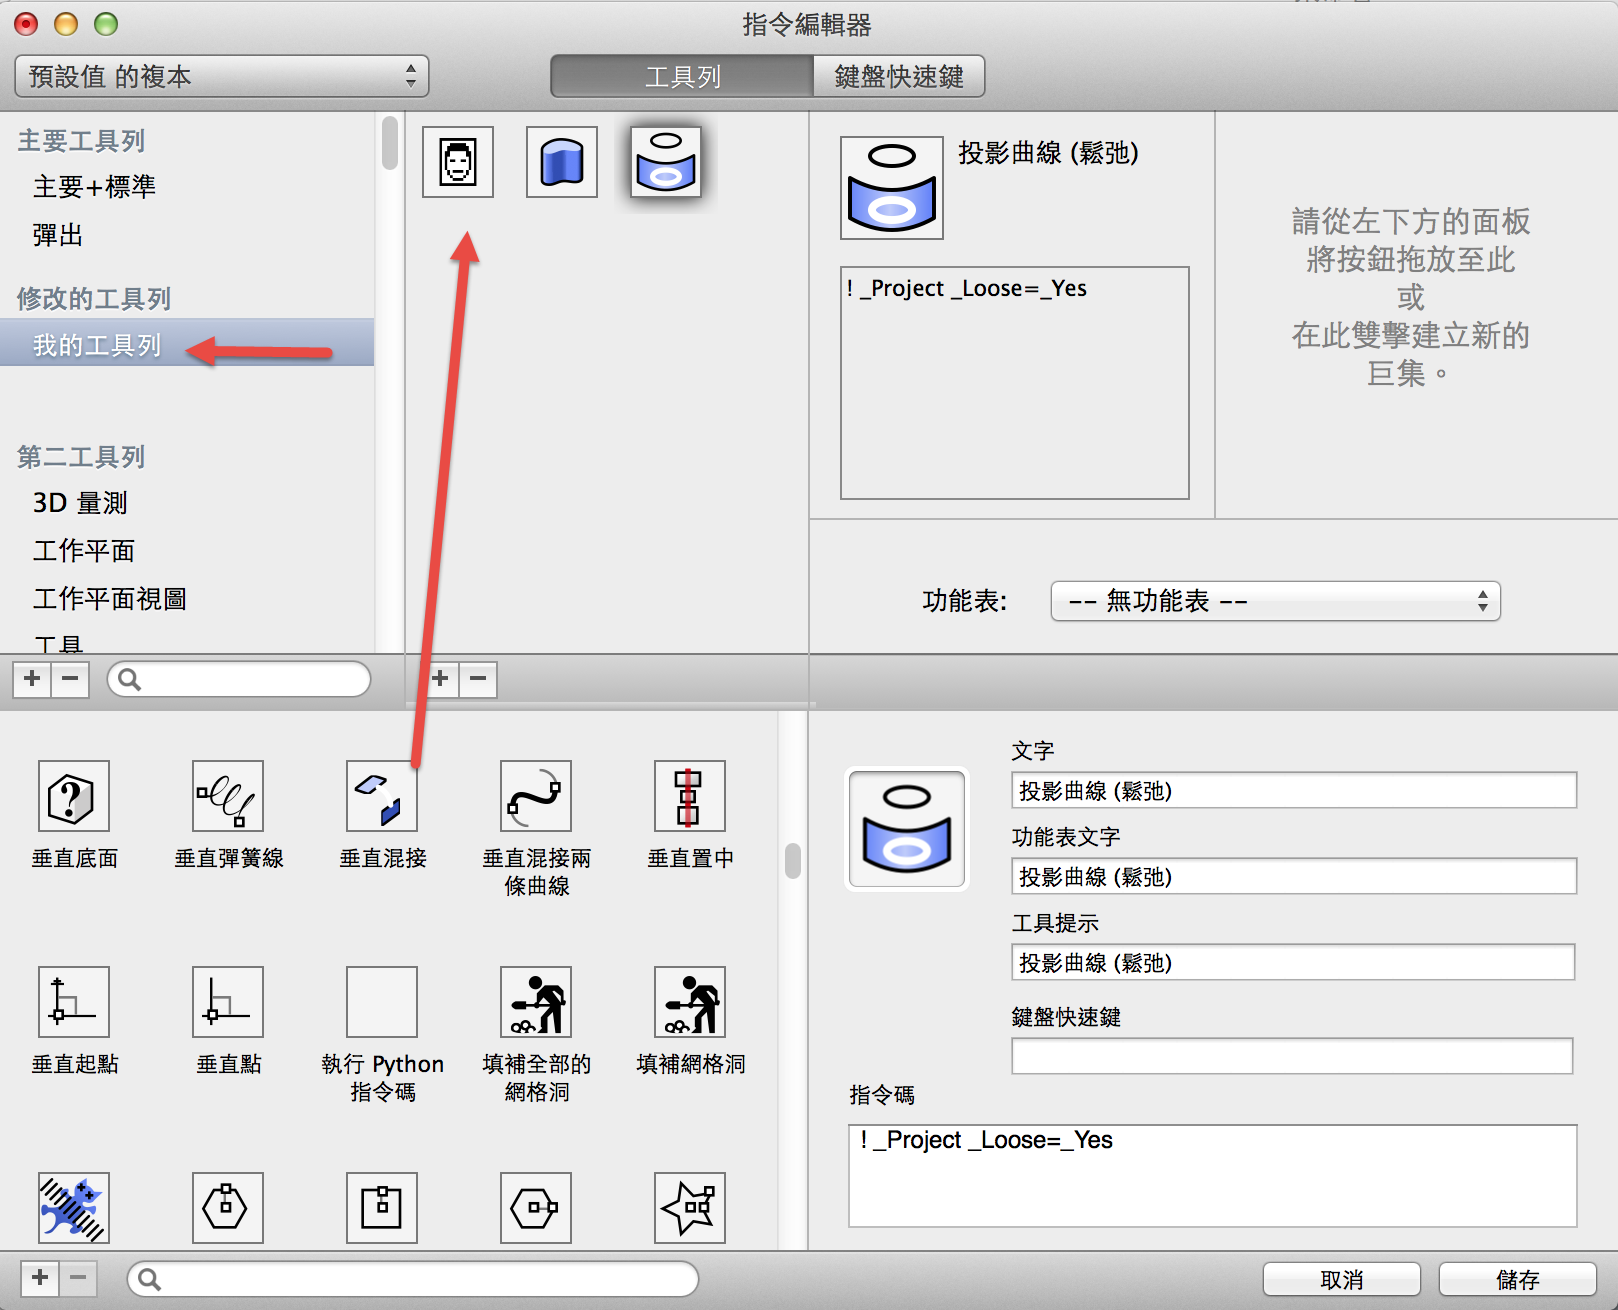 指令編輯器
預設值 的複本
工具列
鍵盤快速鍵
主要工具列
主要+標準
彈出
修改的工具列
我的工具列
第二工具列
3D 量測
工作平面
工作平面視圖
工具
投影曲線 (鬆弛)
! _Project _Loose=_Yes
請從左下方的面板
將按鈕拖放至此
或
在此雙擊建立新的
巨集。
功能表:
-- 無功能表 --
垂直底面
垂直彈簧線
垂直混接
垂直混接兩
條曲線
垂直置中
垂直起點
垂直點
執行 Python
指令碼
填補全部的
網格洞
填補網格洞
文字
投影曲線 (鬆弛)
功能表文字
投影曲線 (鬆弛)
工具提示
投影曲線 (鬆弛)
鍵盤快速鍵
指令碼
! _Project _Loose=_Yes
取消
儲存